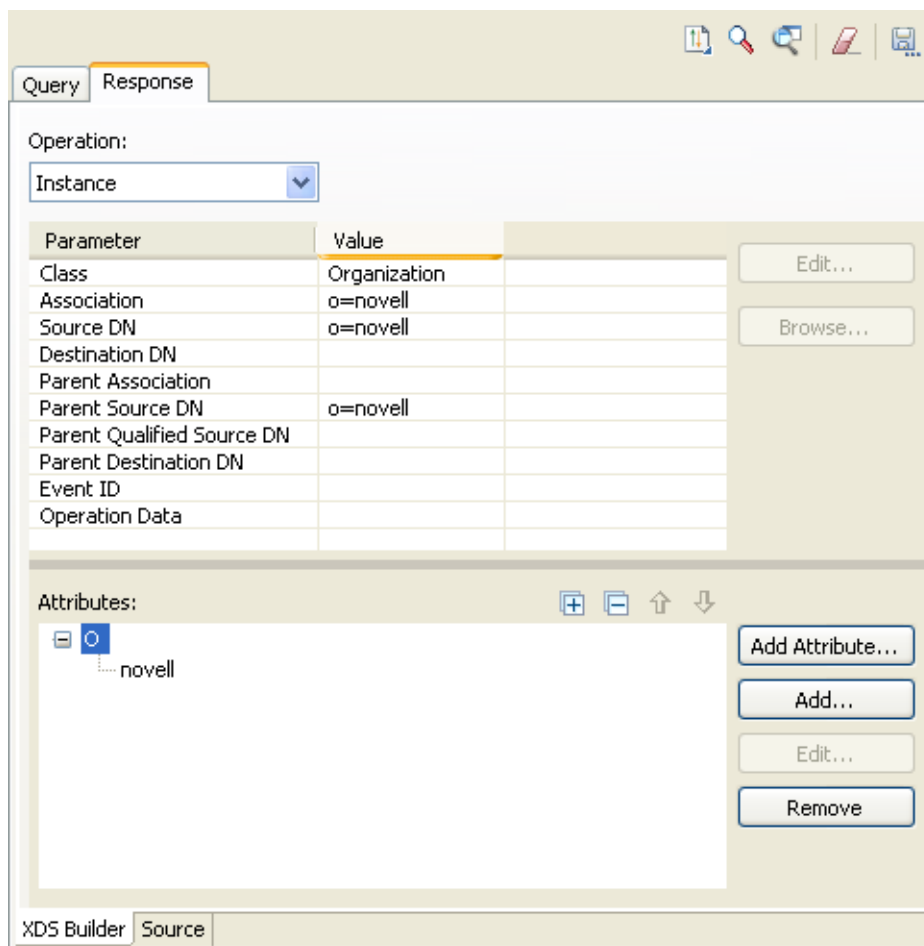 Query Response
Operation:
Instance
Parameter Value
Class Organization
Association o=novell
Source DN o=novell
Destination DN
Parent Association
Parent Source DN o=novell
Parent Qualified Source DN
Parent Destination DN
Event ID
Operation Data
Edit...
Browse...
Attributes:
O
novell
Add Attribute...
Add...
Edit...
Remove
XDS Builder Source